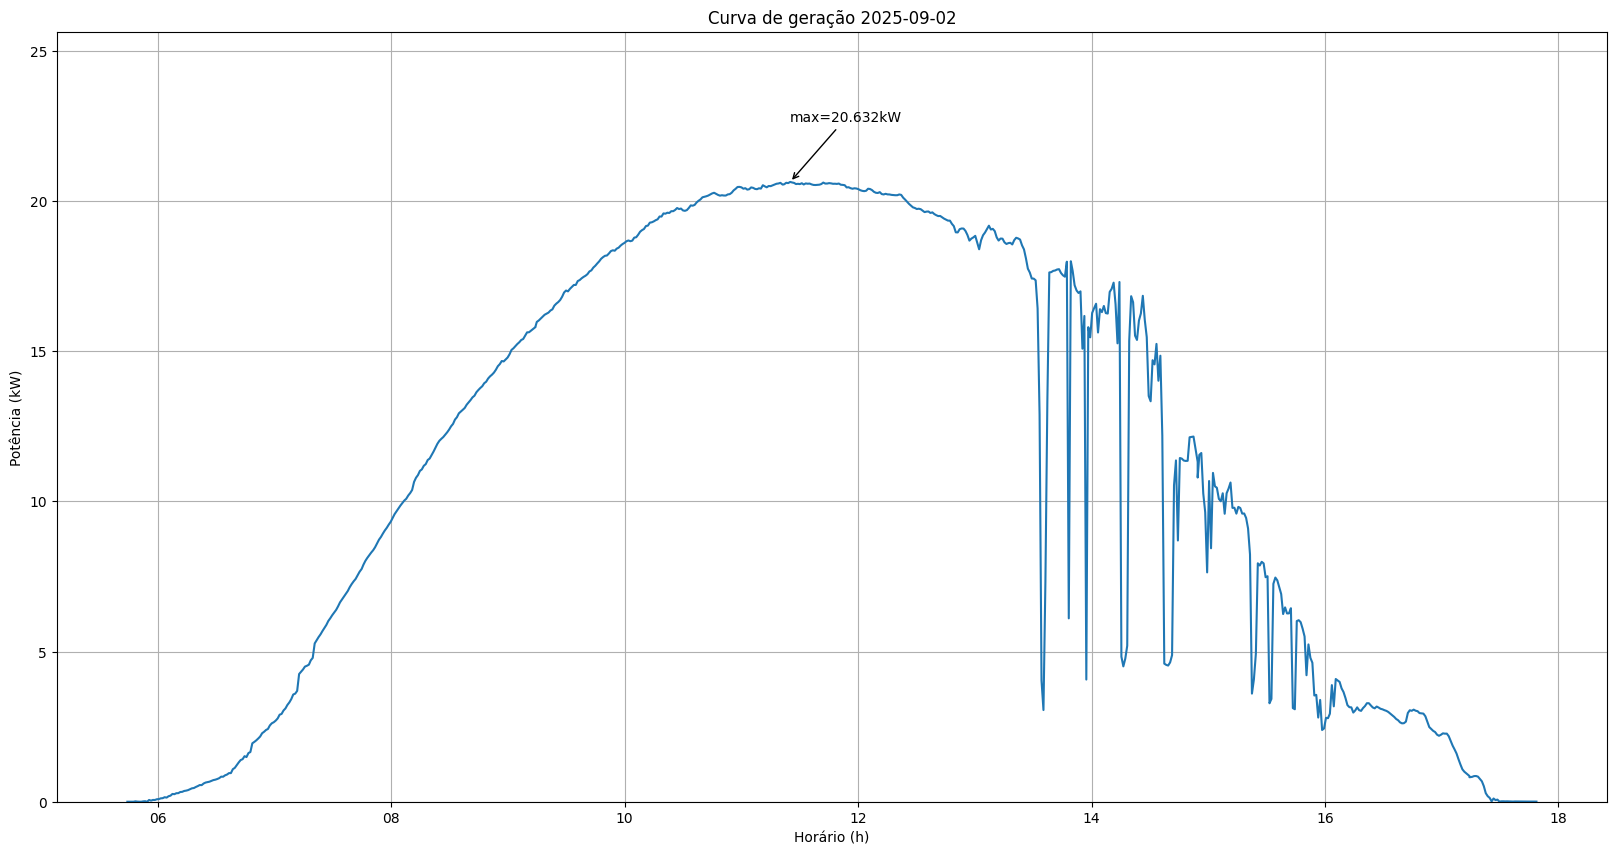 Curva de geração 2025-09-02
25
max=20.632kW
20
15
Potência (kW)
10
5
0
06 08 10 12 14 16 18
Horário (h)